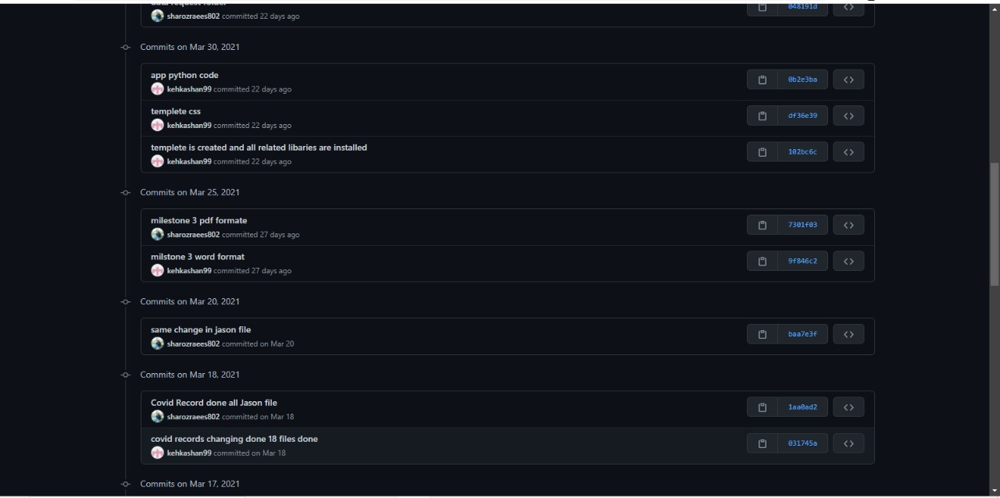 sharozraees802 committed 22 days ago
048191d
Commits on Mar 30, 2021
app python code
kehkashan99 committed 22 days ago
0b2e3ba
templete css
kehkashan99 committed 22 days ago
df36e39
templete is created and all related libaries are installed
kehkashan99 committed 22 days ago
102bc6c
Commits on Mar 25, 2021
milestone 3 pdf formate
sharozraees802 committed 27 days ago
7301f03
milstone 3 word format
kehkashan99 committed 27 days ago
9f846c2
Commits on Mar 20, 2021
same change in jason file
sharozraees802 committed on Mar 20
baa7e3f
Commits on Mar 18, 2021
Covid Record done all Jason file
sharozraees802 committed on Mar 18
1aa0ad2
covid records changing done 18 files done
kehkashan99 committed on Mar 18
031745a
Commits on Mar 17, 2021